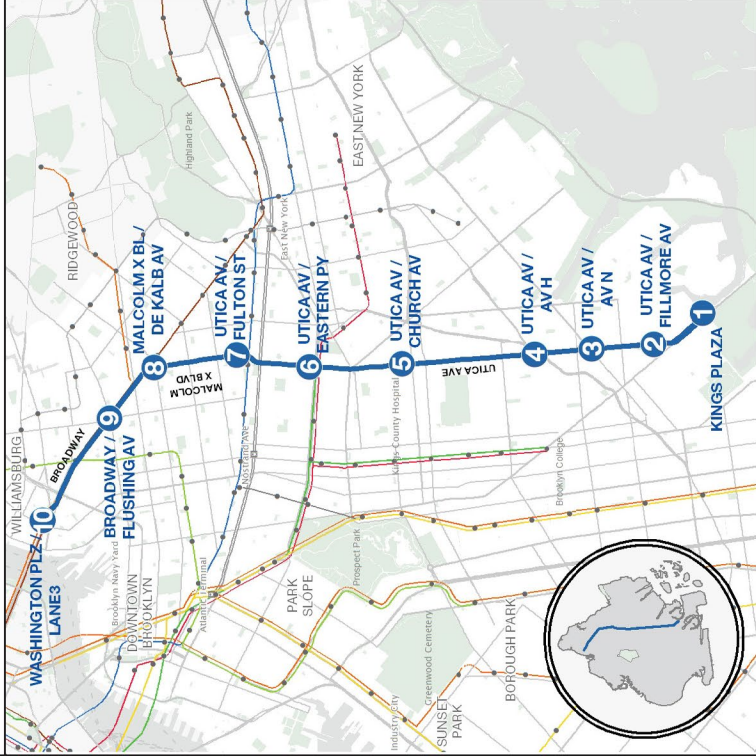 WILLIAMSBURG
WASHINGTON PLZ /
LANE3
10
BROADWAY
BROADWAY /
FLUSHING AV
9
MALCOLM X BL /
DE KALB AV
8
MALCOLM
X BLVD
UTICA AV /
FULTON ST
7
UTICA AV /
EASTERN PY
6
UTICA AV /
CHURCH AV
5
UTICA AVE
UTICA AV /
AV H
4
UTICA AV /
AV N
3
UTICA AV /
FILLMORE AV
2
KINGS PLAZA
1
RIDGEWOOD
Highland Park
East New York
EAST NEW YORK
Brooklyn Navy Yard
DOWNTOWN
BROOKLYN
Atlantic Terminal
Nostrand Ave
Kings County Hospital
Brooklyn College
PARK
SLOPE
Prospect Park
Greenwood Cemetery
Industry City
SUNSET
PARK
BOROUGH PARK